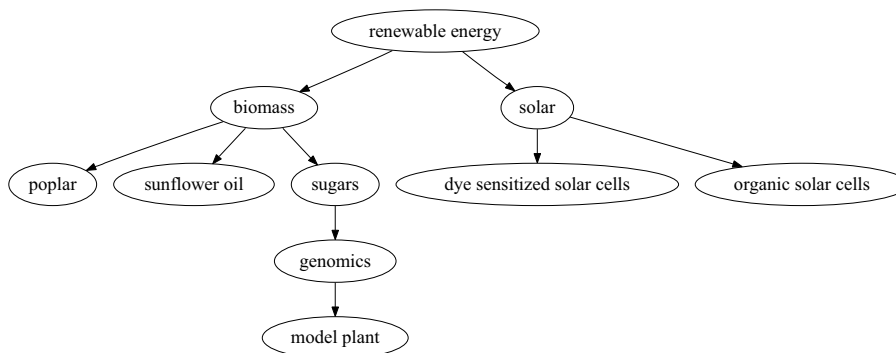 renewable energy
biomass
solar
poplar
sunflower oil
sugars
dye sensitized solar cells
organic solar cells
genomics
model plant